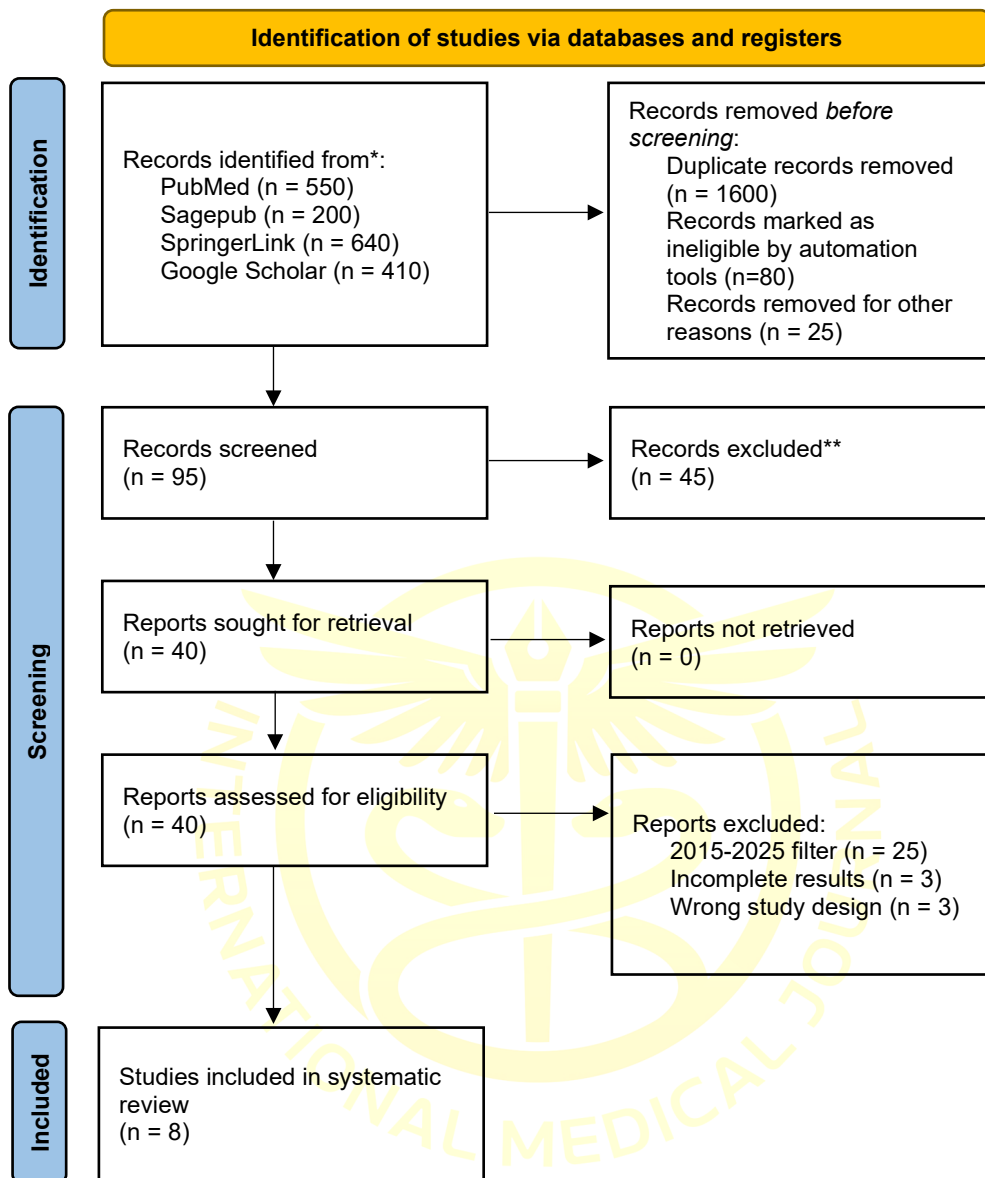 Identification of studies via databases and registers
Identification
Records identified from*:
PubMed (n = 550)
Sagepub (n = 200)
SpringerLink (n = 640)
Google Scholar (n = 410)
Records removed before
screening:
Duplicate records removed
(n = 1600)
Records marked as
ineligible by automation
tools (n=80)
Records removed for other
reasons (n = 25)
Screening
Records screened
(n = 95)
Records excluded**
(n = 45)
Reports sought for retrieval
(n = 40)
Reports not retrieved
(n = 0)
Reports assessed for eligibility
(n = 40)
Reports excluded:
2015-2025 filter (n = 25)
Incomplete results (n = 3)
Wrong study design (n = 3)
Included
Studies included in systematic
review
(n = 8)
INTERNATIONAL MEDICAL JOURNAL